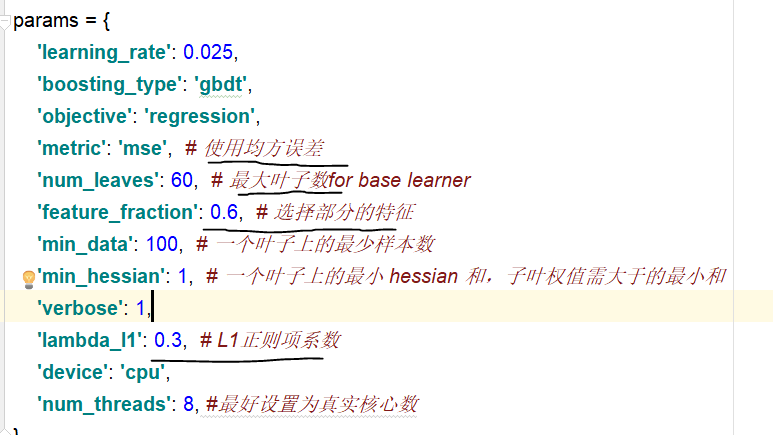 params = {
'learning_rate': 0.025,
'boosting_type': 'gbdt',
'objective': 'regression',
'metric': 'mse',  # 使用均方误差
'num_leaves': 60,  # 最大叶子数for base learner
'feature_fraction': 0.6,  # 选择部分的特征
'min_data': 100,  # 一个叶子上的最少样本数
'min_hessian': 1,  # 一个叶子上的最小 hessian 和，子叶权值需大于的最小和
'verbose': 1,
'lambda_l1': 0.3,  # L1正则项系数
'device': 'cpu',
'num_threads': 8, #最好设置为真实核心数
}